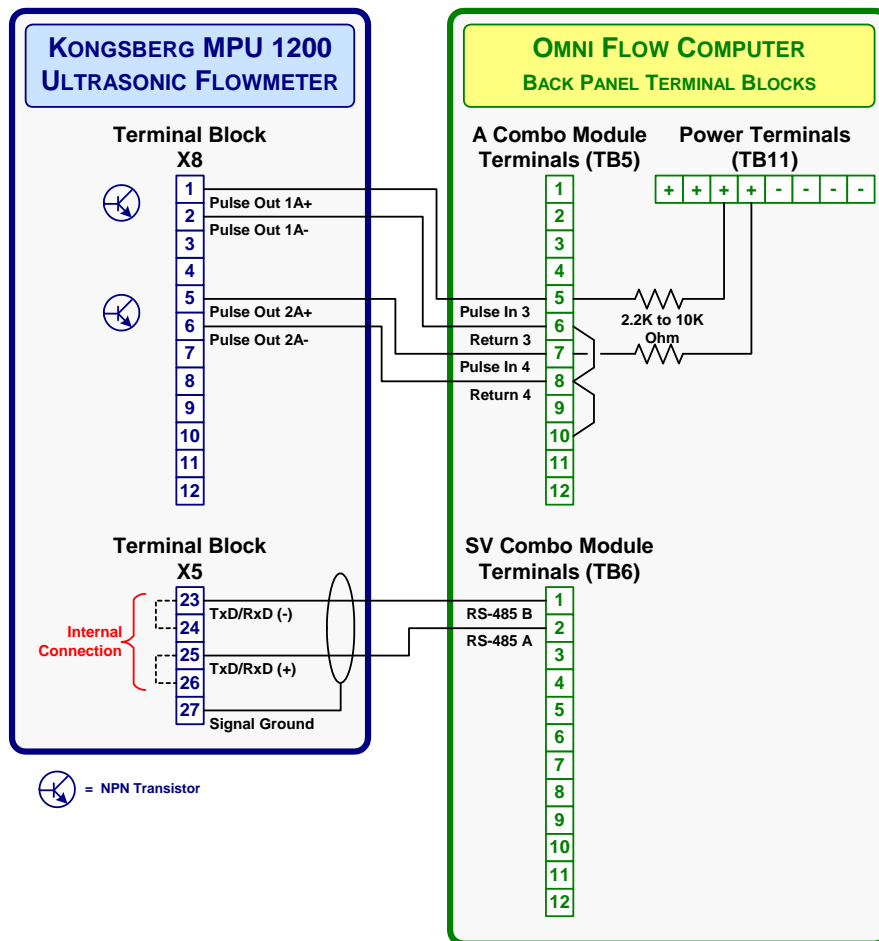 KONGSBERG MPU 1200
ULTRASONIC FLOWMETER
Terminal Block
X8
1
2
3
4
5
6
7
8
9
10
11
12
Pulse Out 1A+
Pulse Out 1A-
Pulse Out 2A+
Pulse Out 2A-
Terminal Block
X5
23
24
25
26
27
TxD/RxD (-)
TxD/RxD (+)
Signal Ground
Internal
Connection
= NPN Transistor
OMNI FLOW COMPUTER
BACK PANEL TERMINAL BLOCKS
A Combo Module
Terminals (TB5)
1
2
3
4
5
6
7
8
9
10
11
12
Pulse In 3
Return 3
Pulse In 4
Return 4
Power Terminals
(TB11)
+ + + + - - - -
2.2K to 10K
Ohm
SV Combo Module
Terminals (TB6)
1
2
3
4
5
6
7
8
9
10
11
12
RS-485 B
RS-485 A